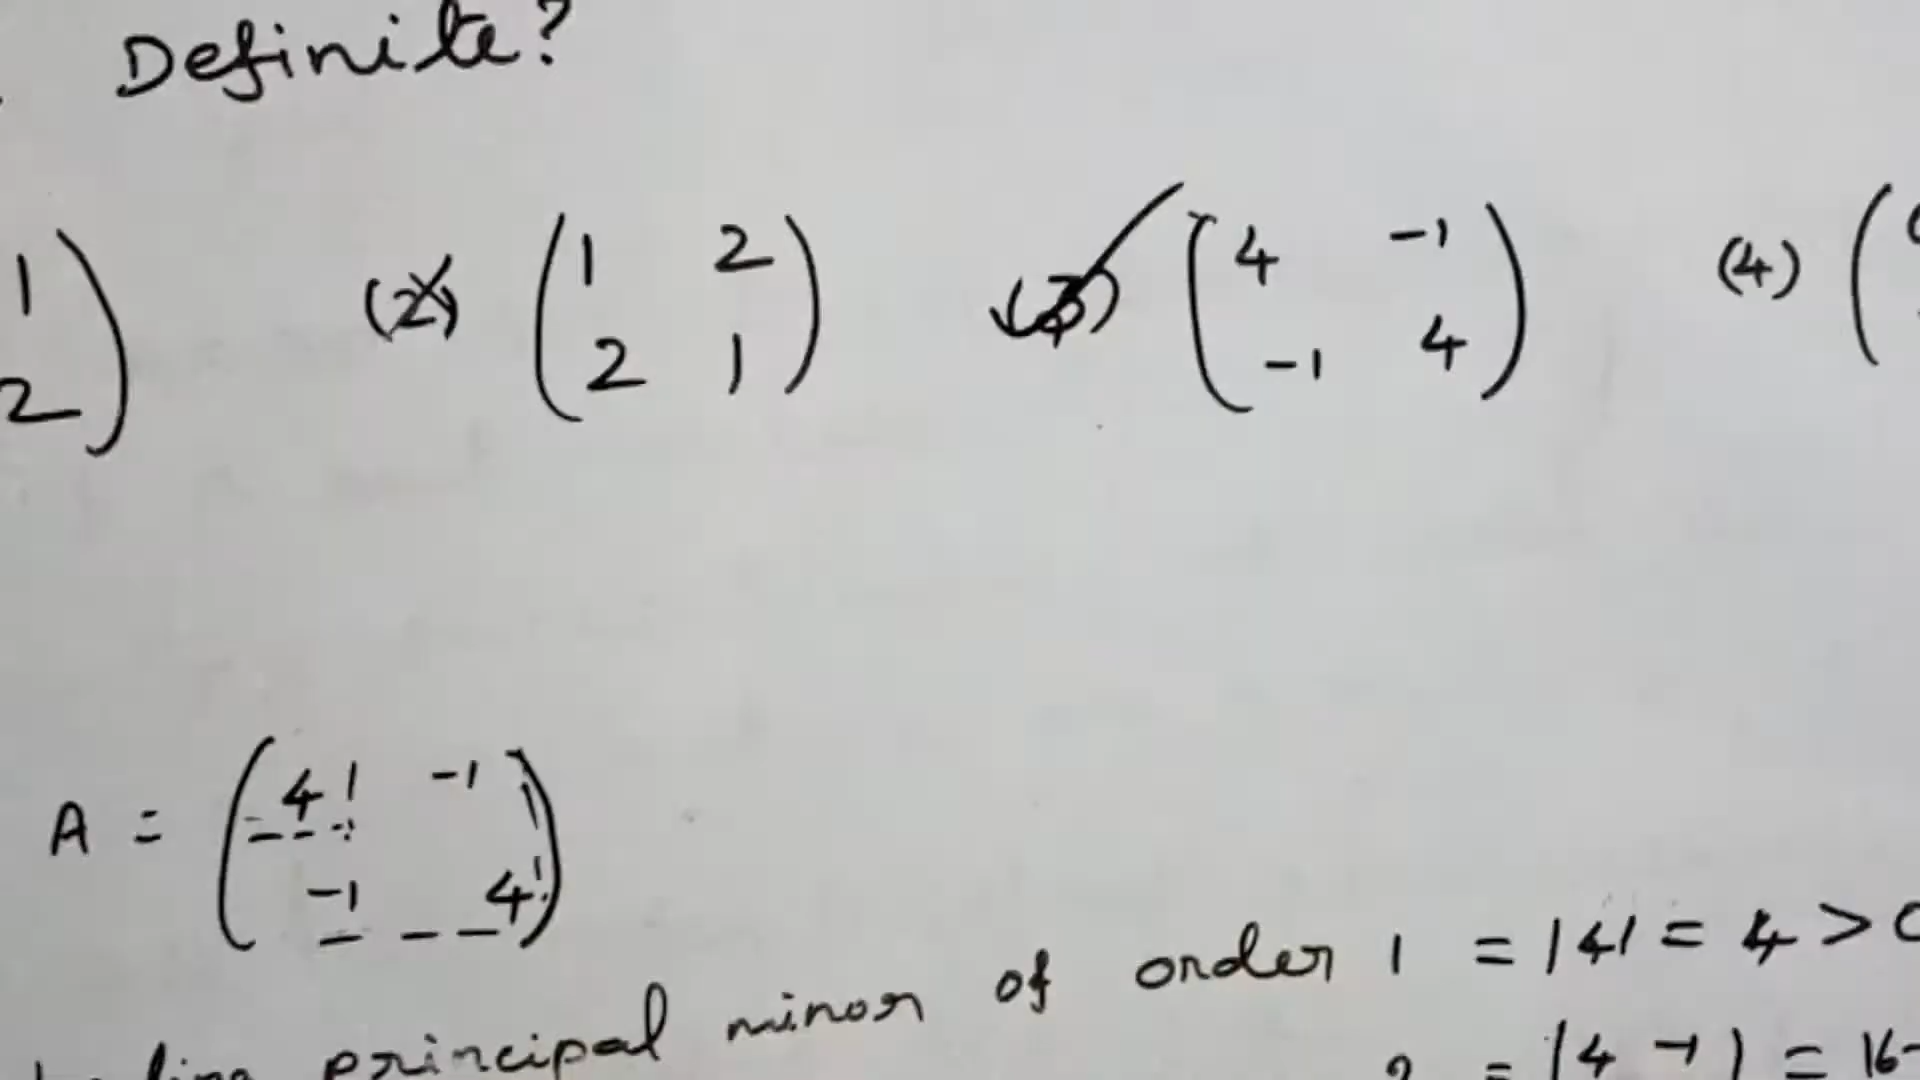 Definite?
1 (2) ( 1 2 ) (3) ( 4 -1 ) (4) (
2 ) ( 2 1 ) ( -1 4 )
A = ( 4 -1 )
( -1 4 )
principal minor of order 1 = |4| = 4 >
2 = | 4 -1 | = 16-